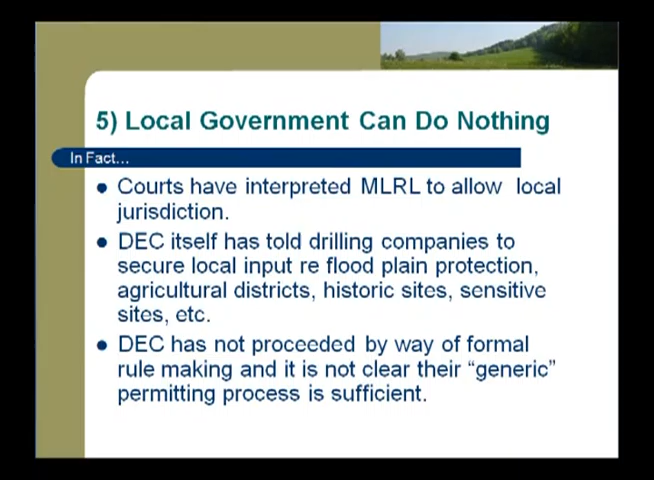 5) Local Government Can Do Nothing
In Fact...
● Courts have interpreted MLRL to allow local
jurisdiction.
● DEC itself has told drilling companies to
secure local input re flood plain protection,
agricultural districts, historic sites, sensitive
sites, etc.
● DEC has not proceeded by way of formal
rule making and it is not clear their “generic”
permitting process is sufficient.